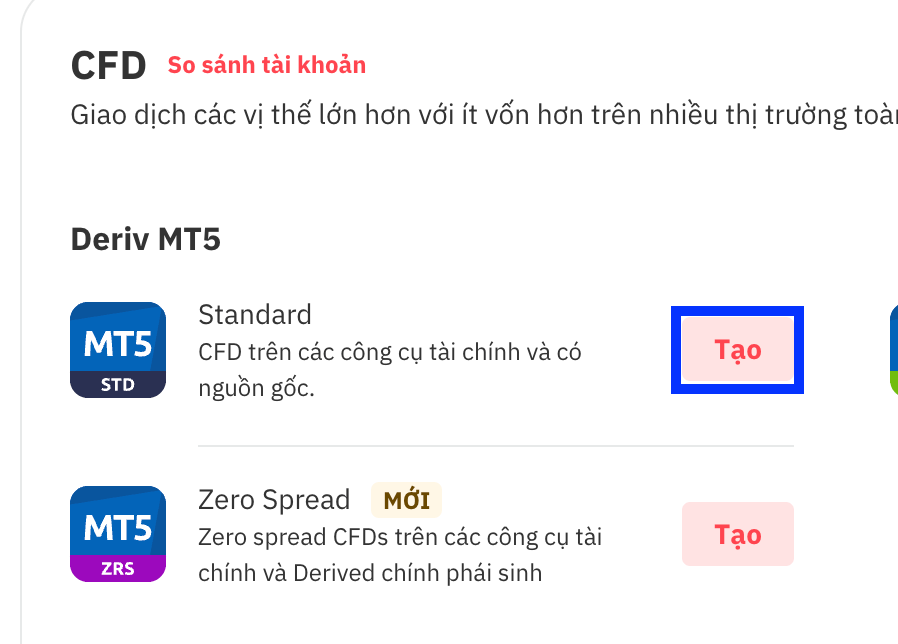 CFD So sánh tài khoản
Giao dịch các vị thế lớn hơn với ít vốn hơn trên nhiều thị trường
Deriv MT5
MT5
STD
Standard
CFD trên các công cụ tài chính và có
nguồn gốc.
Tạo
MT5
ZRS
Zero Spread MỚI
Zero spread CFDs trên các công cụ tài
chính và Derived chính phái sinh
Tạo